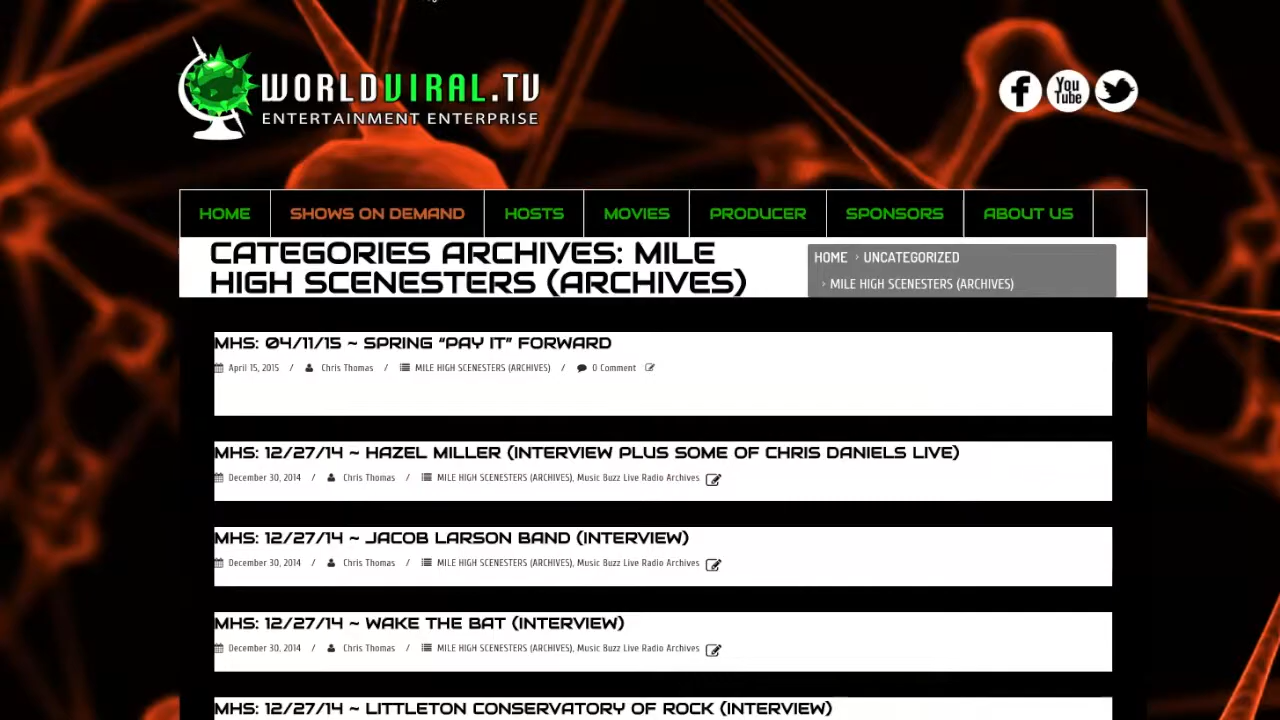 WORLDVIRAL.TV
ENTERTAINMENT ENTERPRISE
f You Tube
HOME SHOWS ON DEMAND HOSTS MOVIES PRODUCER SPONSORS ABOUT US
CATEGORIES ARCHIVES: MILE
HIGH SCENESTERS (ARCHIVES)
HOME › UNCATEGORIZED
› MILE HIGH SCENESTERS (ARCHIVES)
MHS: 04/11/15 ~ SPRING “PAY IT” FORWARD
April 15, 2015 / Chris Thomas / MILE HIGH SCENESTERS (ARCHIVES) / 0 Comment
MHS: 12/27/14 ~ HAZEL MILLER (INTERVIEW PLUS SOME OF CHRIS DANIELS LIVE)
December 30, 2014 / Chris Thomas / MILE HIGH SCENESTERS (ARCHIVES), Music Buzz Live Radio Archives
MHS: 12/27/14 ~ JACOB LARSON BAND (INTERVIEW)
December 30, 2014 / Chris Thomas / MILE HIGH SCENESTERS (ARCHIVES), Music Buzz Live Radio Archives
MHS: 12/27/14 ~ WAKE THE BAT (INTERVIEW)
December 30, 2014 / Chris Thomas / MILE HIGH SCENESTERS (ARCHIVES), Music Buzz Live Radio Archives
MHS: 12/27/14 ~ LITTLETON CONSERVATORY OF ROCK (INTERVIEW)